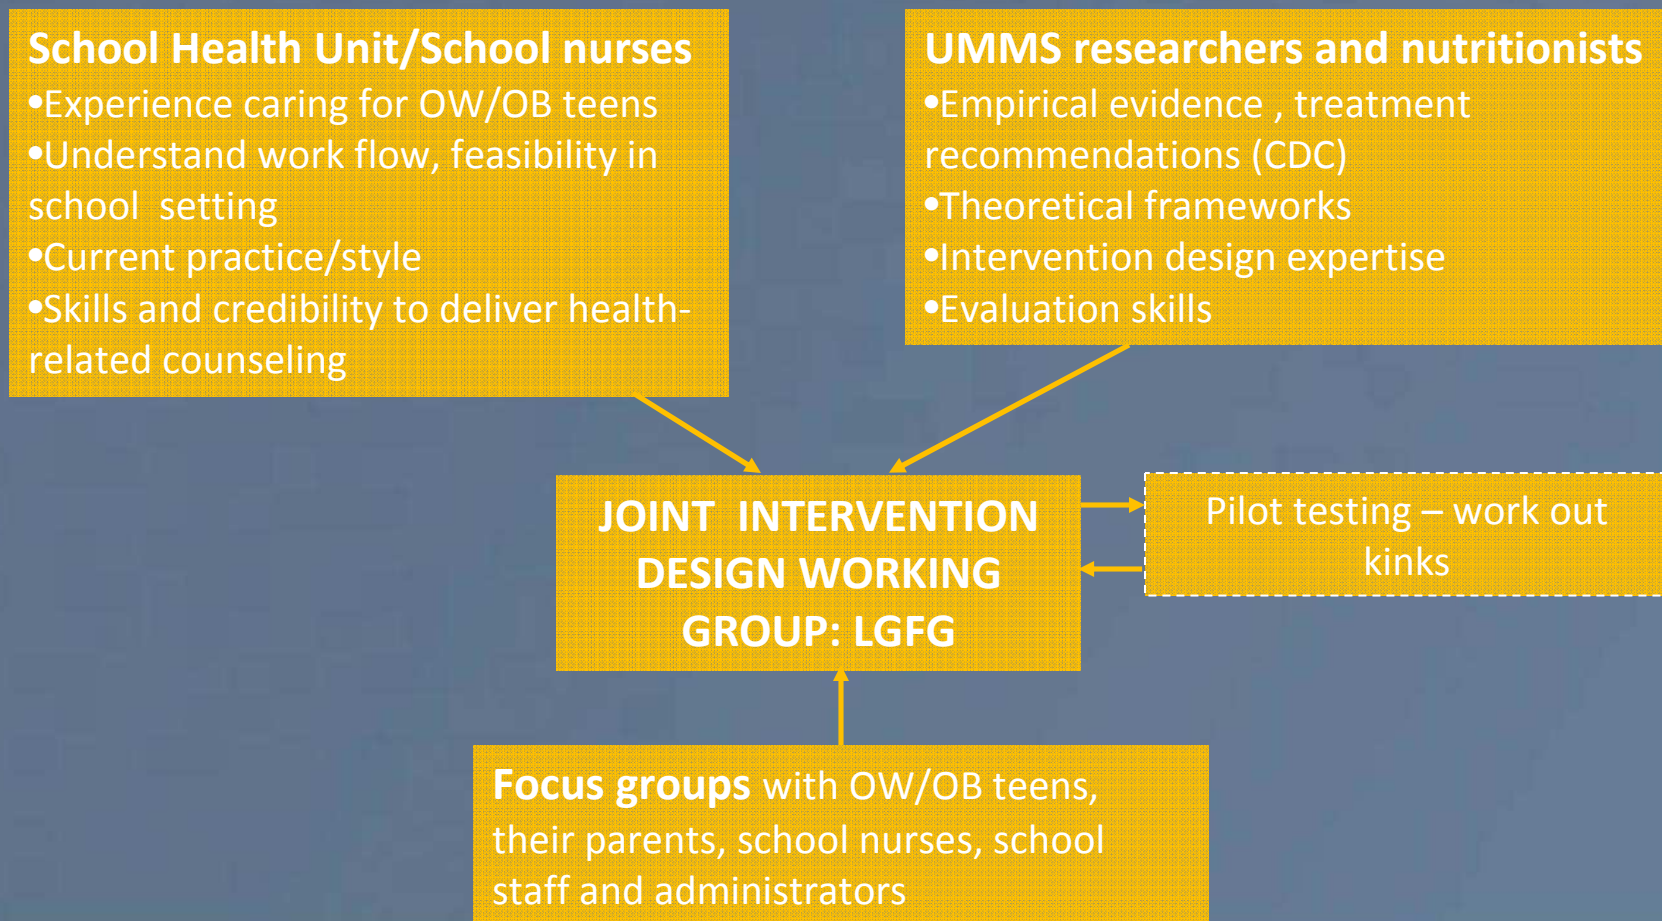 School Health Unit/School nurses
•Experience caring for OW/OB teens
•Understand work flow, feasibility in
school setting
•Current practice/style
•Skills and credibility to deliver health-
related counseling
UMMS researchers and nutritionists
•Empirical evidence , treatment
recommendations (CDC)
•Theoretical frameworks
•Intervention design expertise
•Evaluation skills
JOINT INTERVENTION
DESIGN WORKING
GROUP: LGFG
Pilot testing – work out
kinks
Focus groups with OW/OB teens,
their parents, school nurses, school
staff and administrators